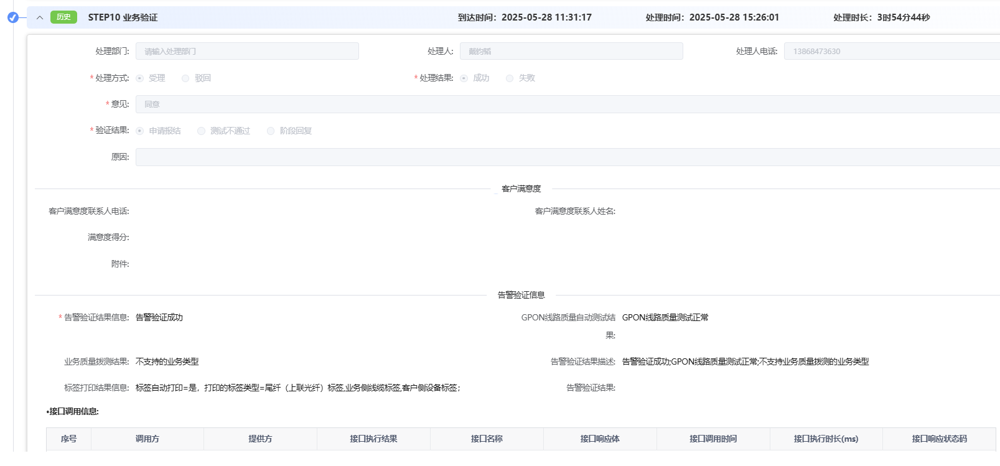 历史 STEP10 业务验证 到达时间：2025-05-28 11:31:17 处理时间：2025-05-28 15:26:01 处理时长：3时54分44秒
处理部门: 请输入处理部门 处理人: 戴钧韬 处理人电话: 13868473630
* 处理方式: 受理 驳回 * 处理结果: 成功 失败
* 意见: 同意
* 验证结果: 申请报结 测试不通过 阶段回复
原因:
客户满意度
客户满意度联系人电话: 客户满意度联系人姓名:
满意度得分:
附件:
告警验证信息
* 告警验证结果信息: 告警验证成功 GPON线路质量自动测试结 GPON线路质量测试正常
果:
业务质量拨测结果: 不支持的业务类型 告警验证结果描述: 告警验证成功;GPON线路质量测试正常;不支持业务质量拨测的业务类型
标签打印结果信息: 标签自动打印=是，打印的标签类型=尾纤（上联光纤）标签,业务侧线缆标签,客户侧设备标签； 告警验证结果:
•接口调用信息:
序号 调用方 提供方 接口执行结果 接口名称 接口响应体 接口调用时间 接口执行时长(ms) 接口响应状态码